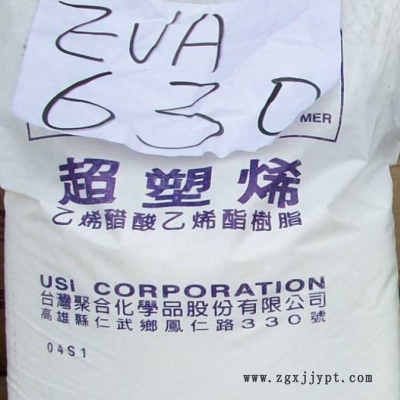 EVA
630
MER
超塑烯
乙烯醋酸乙烯酯樹脂
USI CORPORATION
台灣聚合化學品股份有限公司
高雄縣仁武鄉鳳仁路330號
04S1
www.zgxjjypt.com